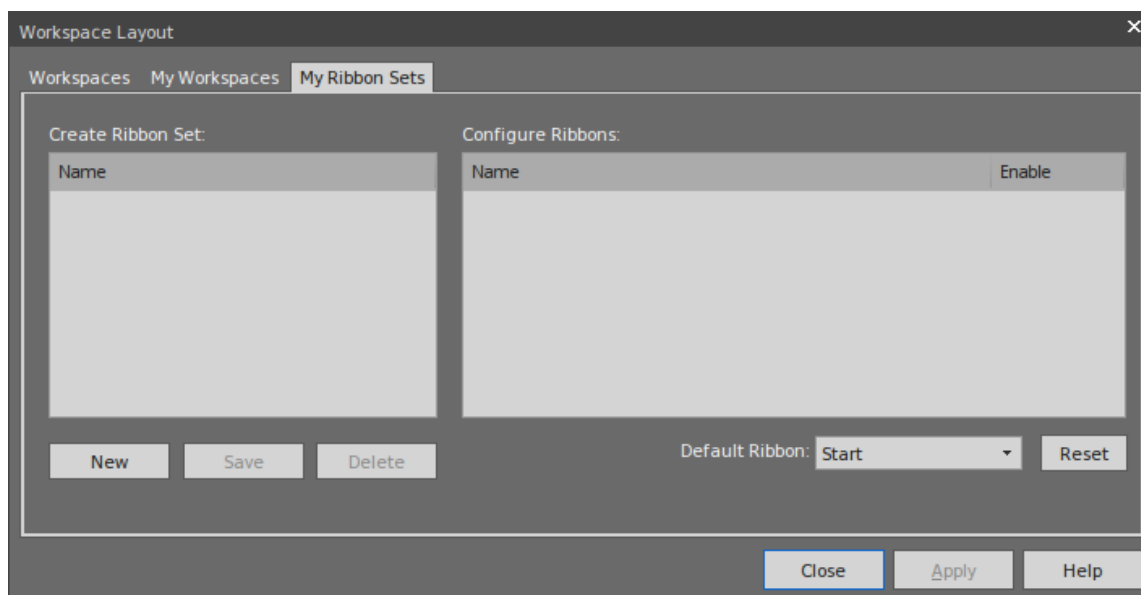 Workspace Layout
Workspaces My Workspaces My Ribbon Sets
Create Ribbon Set: Configure Ribbons:
Name Name Enable
New Save Delete Default Ribbon: Start Reset
Close Apply Help